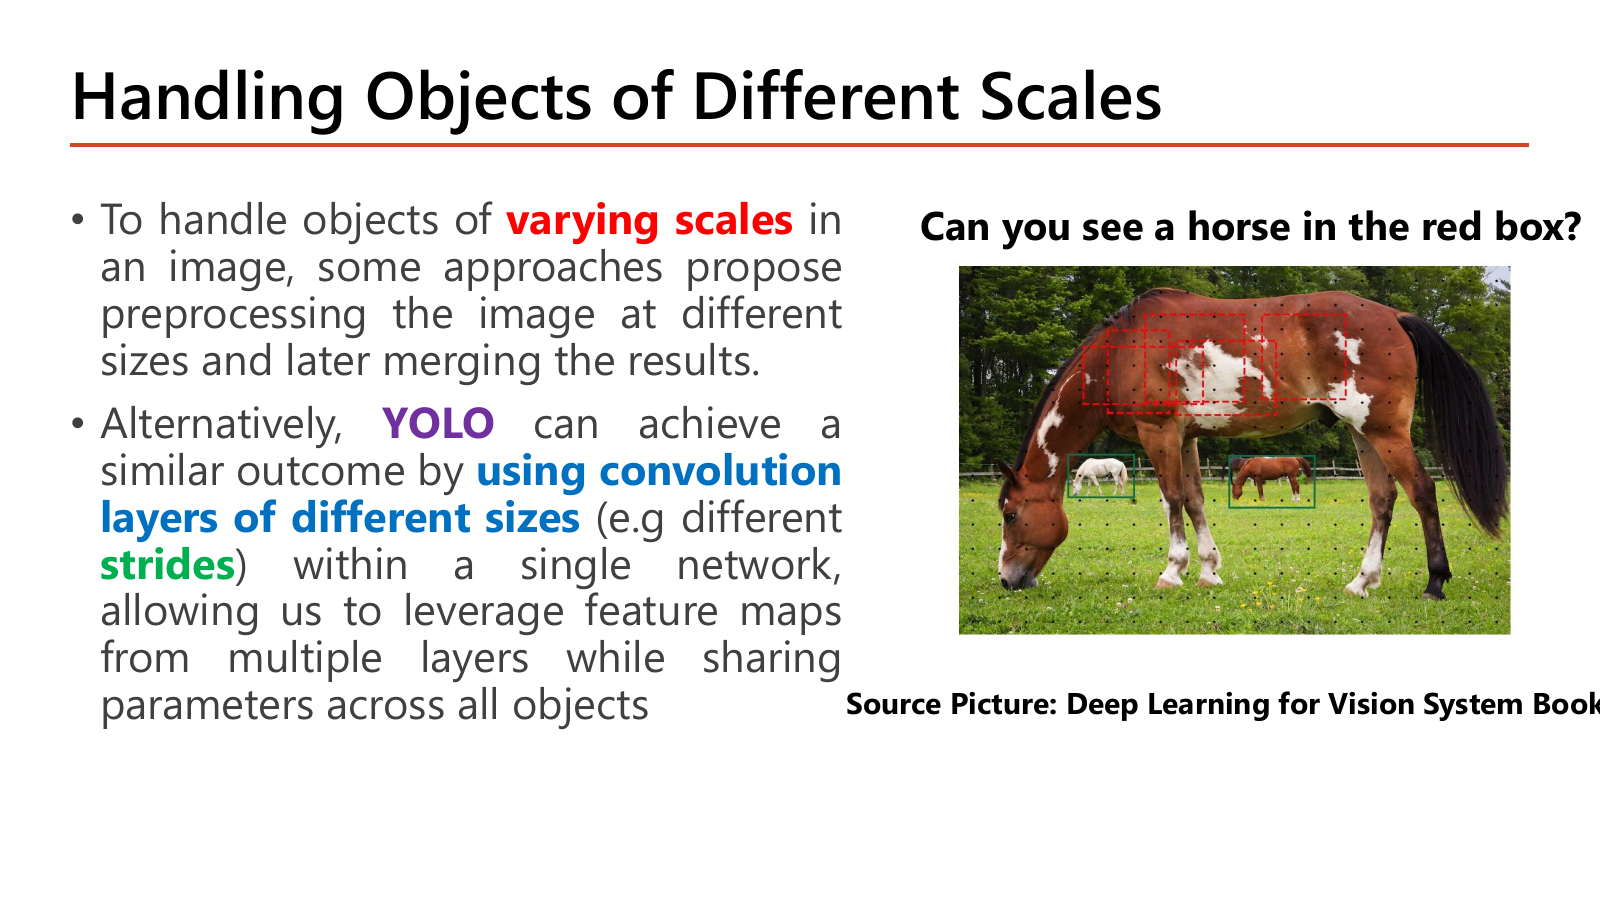 Handling Objects of Different Scales
• To handle objects of varying scales in
an image, some approaches propose
preprocessing the image at different
sizes and later merging the results.
• Alternatively, YOLO can achieve a
similar outcome by using convolution
layers of different sizes (e.g different
strides) within a single network,
allowing us to leverage feature maps
from multiple layers while sharing
parameters across all objects
Can you see a horse in the red box?
Source Picture: Deep Learning for Vision System Book